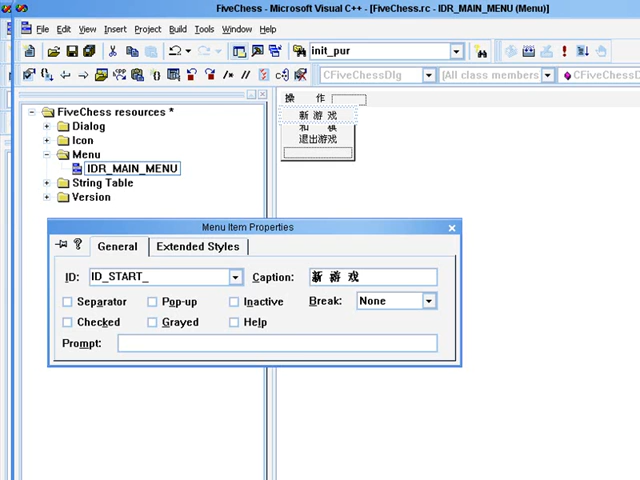 FiveChess - Microsoft Visual C++ - [FiveChess.rc - IDR_MAIN_MENU (Menu)]
File Edit View Insert Project Build Tools Window Help
init_pur
CFiveChessDlg [All class members] CFiveChessD
FiveChess resources *
Dialog
Icon
Menu
IDR_MAIN_MENU
String Table
Version
操 作
新 游 戏
和 棋
退出游戏
Menu Item Properties
General Extended Styles
ID: ID_START_ Caption: 新 游 戏
Separator Pop-up Inactive Break: None
Checked Grayed Help
Prompt: